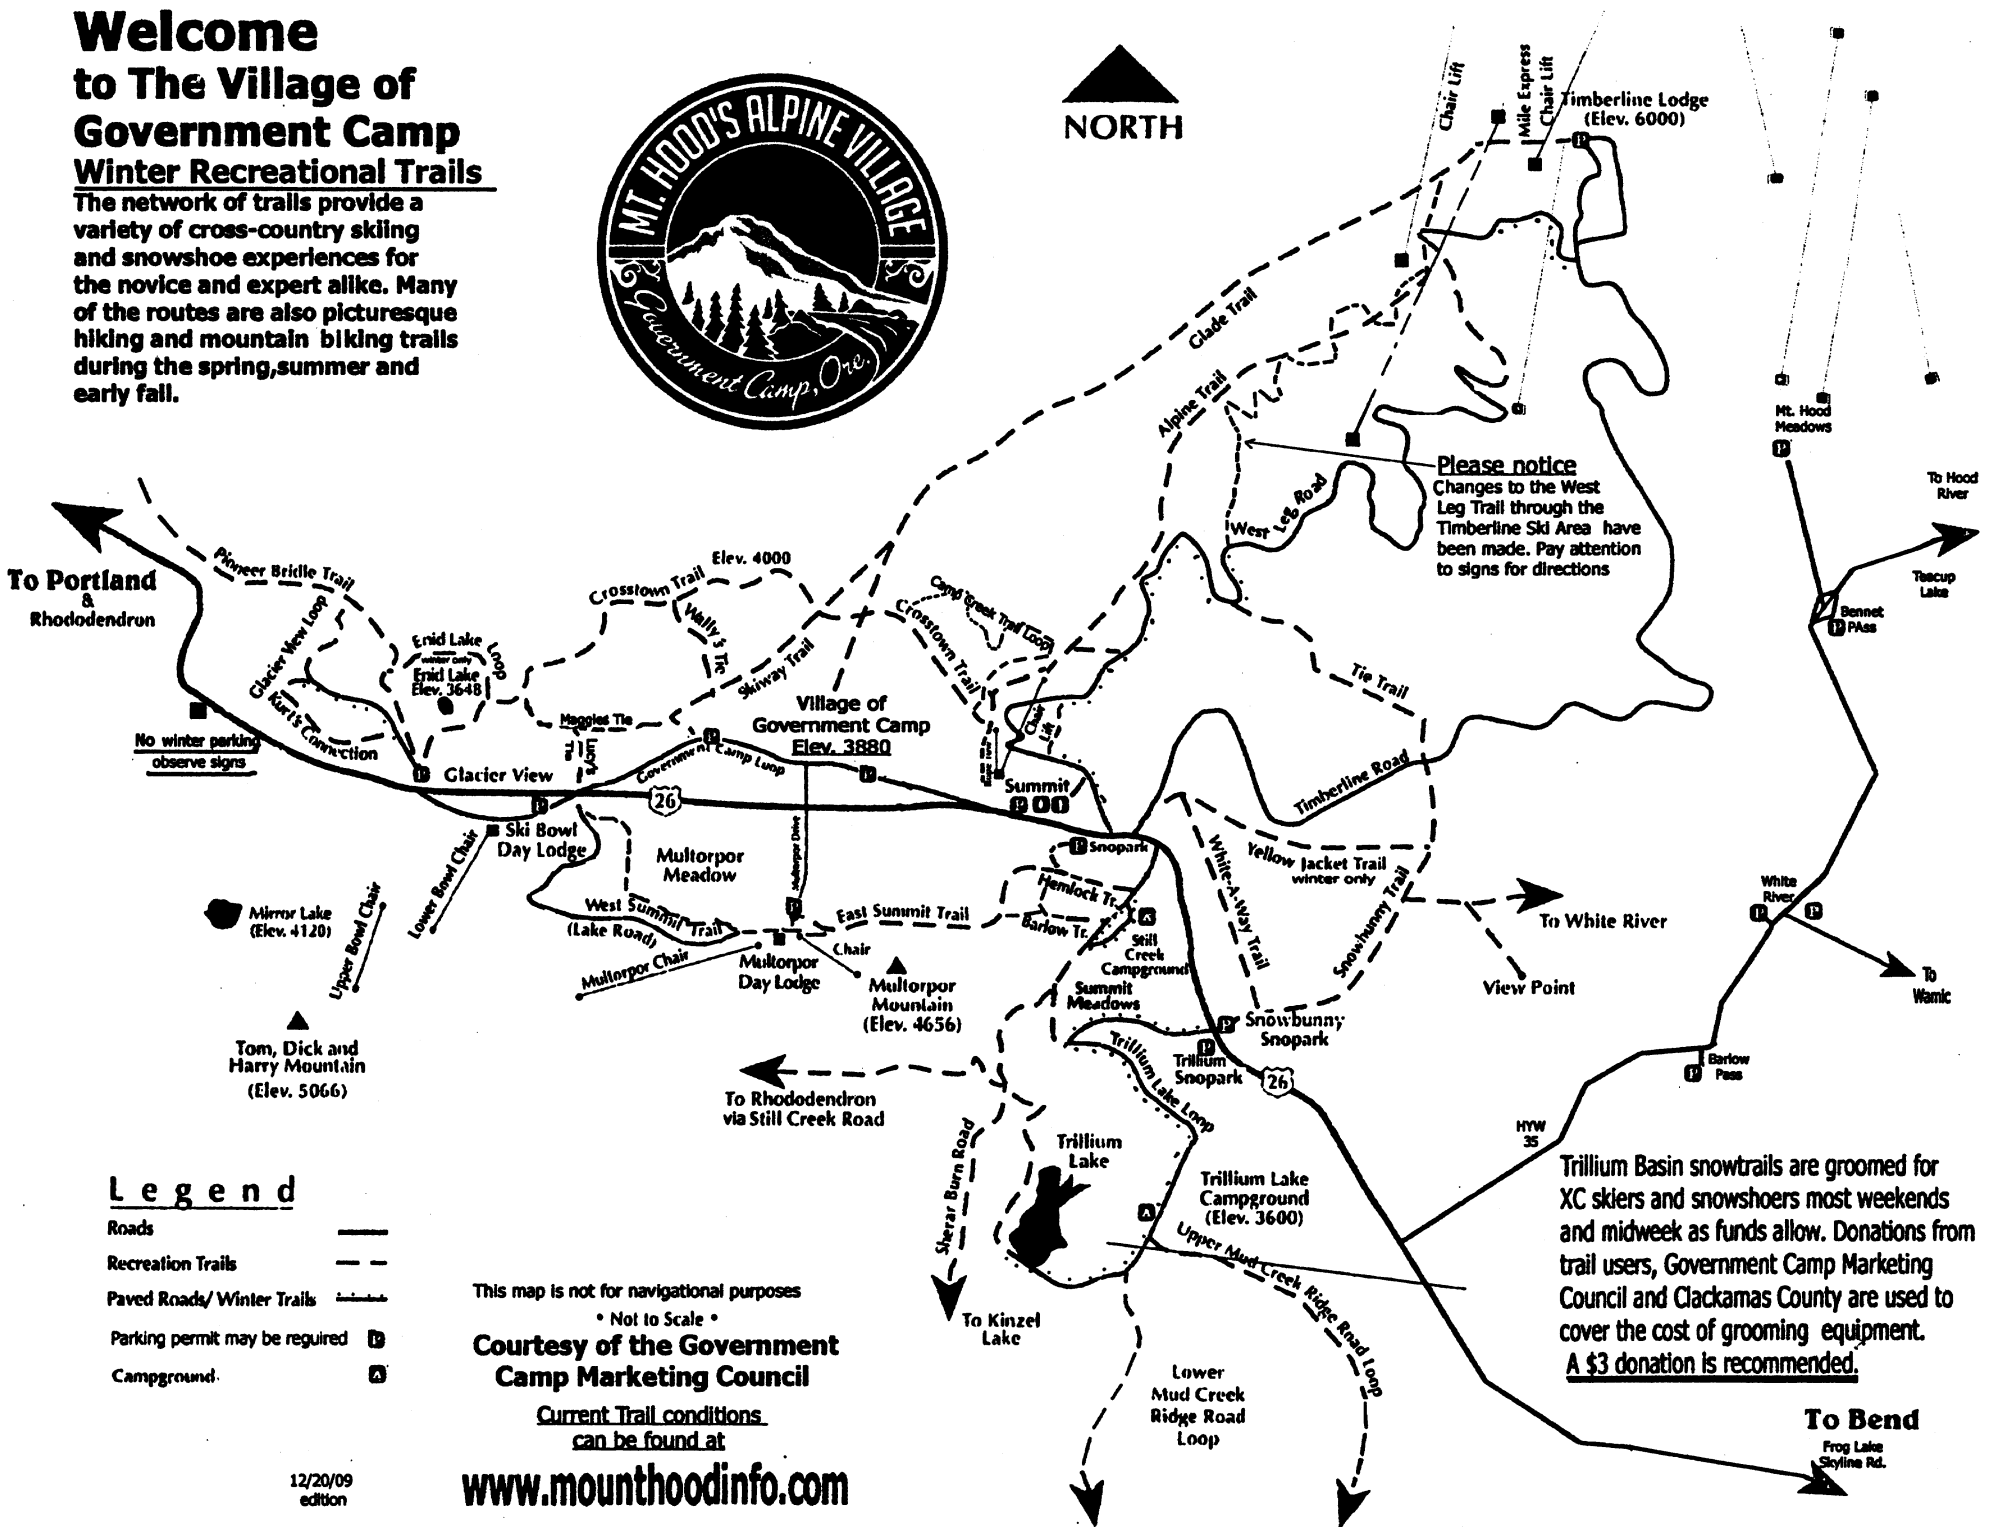 Welcome
to The Village of
Government Camp
Winter Recreational Trails
The network of trails provide a
variety of cross-country skiing
and snowshoe experiences for
the novice and expert alike. Many
of the routes are also picturesque
hiking and mountain biking trails
during the spring,summer and
early fall.
MT. HOOD'S ALPINE VILLAGE
Government Camp, Ore.
NORTH
Chair Lift
Mile Express
Chair Lift
Timberline Lodge
(Elev. 6000)
Glade Trail
Alpine Trail
West Leg Road
Please notice
Changes to the West
Leg Trail through the
Timberline Ski Area have
been made. Pay attention
to signs for directions
Mt. Hood
Meadows
P
To Hood
River
Teacup
Lake
Bennet
PAss
To Portland
&
Rhododendron
Pioneer Bridle Trail
Glacier View Loop
Kurt's Connection
Enid Lake
Loop
winter only
Enid Lake
Elev. 3648
Crosstown Trail
Elev. 4000
Wally's Tie
Skiway Trail
Maggies Tie
Lucy's
Tie
Crosstown Trail
Camp Creek Trail Loop
Village of
Government Camp
Elev. 3880
Government Camp Loop
Chair
Lift
Summit
Tie Trail
Timberline Road
No winter parking
observe signs
Glacier View
26
Ski Bowl
Day Lodge
Lower Bowl Chair
Upper Bowl Chair
Mirror Lake
(Elev. 4120)
Tom, Dick and
Harry Mountain
(Elev. 5066)
Multorpor
Meadow
Multorpor Drive
West Summit Trail
(Lake Road)
Multorpor Chair
Multorpor
Day Lodge
East Summit Trail
Chair
Multorpor
Mountain
(Elev. 4656)
Snopark
Hemlock Tr.
Barlow Tr.
Still
Creek
Campground
Summit
Meadows
White-A-Way Trail
Yellow Jacket Trail
winter only
Snowbunny Trail
To White River
View Point
Snowbunny
Snopark
Trillium
Snopark
26
White
River
To
Wamic
Barlow
Pass
HYW
35
To Rhododendron
via Still Creek Road
Sherar Burn Road
To Kinzel
Lake
Trillium
Lake
Trillium Lake Loop
Trillium Lake
Campground
(Elev. 3600)
Upper Mud Creek Ridge Road Loop
Lower
Mud Creek
Ridge Road
Loop
Legend
Roads
Recreation Trails
Paved Roads/ Winter Trails
Parking permit may be reguired P
Campground.
This map is not for navigational purposes
• Not to Scale •
Courtesy of the Government
Camp Marketing Council
Current Trail conditions
can be found at
www.mounthoodinfo.com
12/20/09
edition
Trillium Basin snowtrails are groomed for
XC skiers and snowshoers most weekends
and midweek as funds allow. Donations from
trail users, Government Camp Marketing
Council and Clackamas County are used to
cover the cost of grooming equipment.
A $3 donation is recommended.
To Bend
Frog Lake
Skyline Rd.